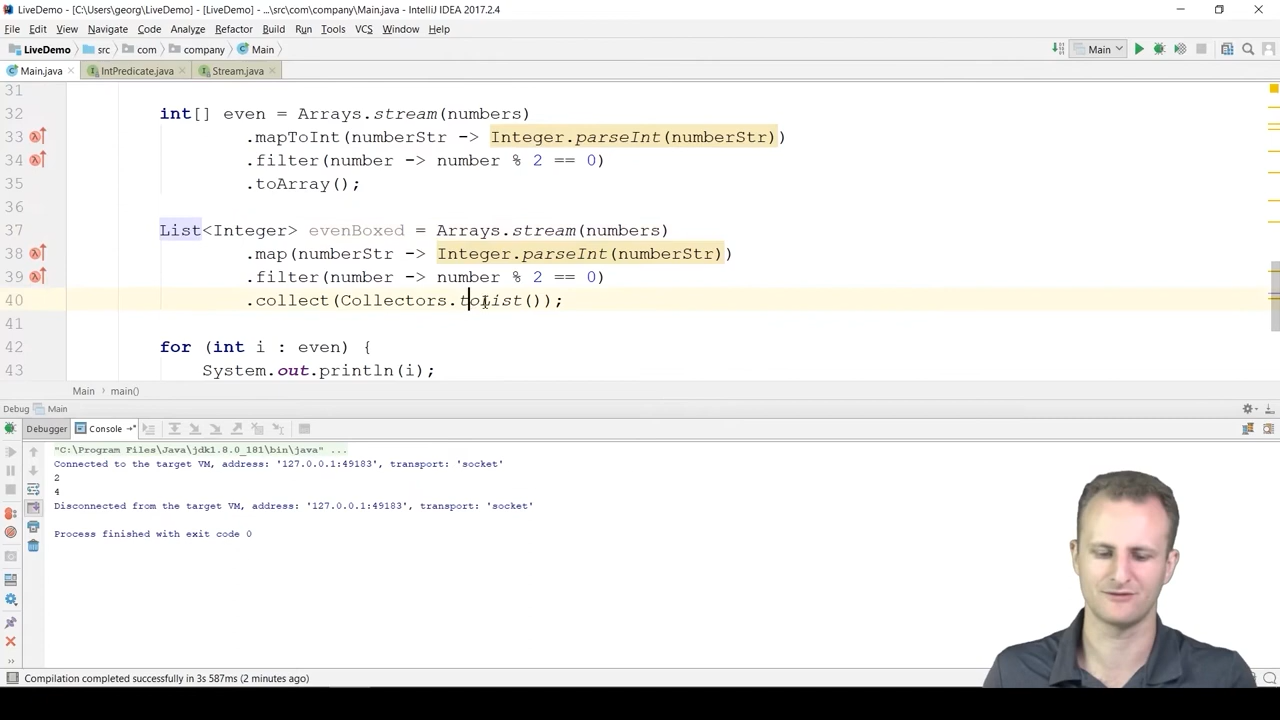 LiveDemo - [C:\Users\georg\LiveDemo] - [LiveDemo] - ...\src\com\company\Main.java - IntelliJ IDEA 2017.2.4
File Edit View Navigate Code Analyze Refactor Build Run Tools VCS Window Help
LiveDemo src com company Main Main
Main.java IntPredicate.java Stream.java
31
32 int[] even = Arrays.stream(numbers)
33 .mapToInt(numberStr -> Integer.parseInt(numberStr))
34 .filter(number -> number % 2 == 0)
35 .toArray();
36
37 List<Integer> evenBoxed = Arrays.stream(numbers)
38 .map(numberStr -> Integer.parseInt(numberStr))
39 .filter(number -> number % 2 == 0)
40 .collect(Collectors.toList());
41
42 for (int i : even) {
43 System.out.println(i);
Main › main()
Debug Main
Debugger Console
"C:\Program Files\Java\jdk1.8.0_181\bin\java" ...
Connected to the target VM, address: '127.0.0.1:49183', transport: 'socket'
2
4
Disconnected from the target VM, address: '127.0.0.1:49183', transport: 'socket'
Process finished with exit code 0
Compilation completed successfully in 3s 587ms (2 minutes ago)